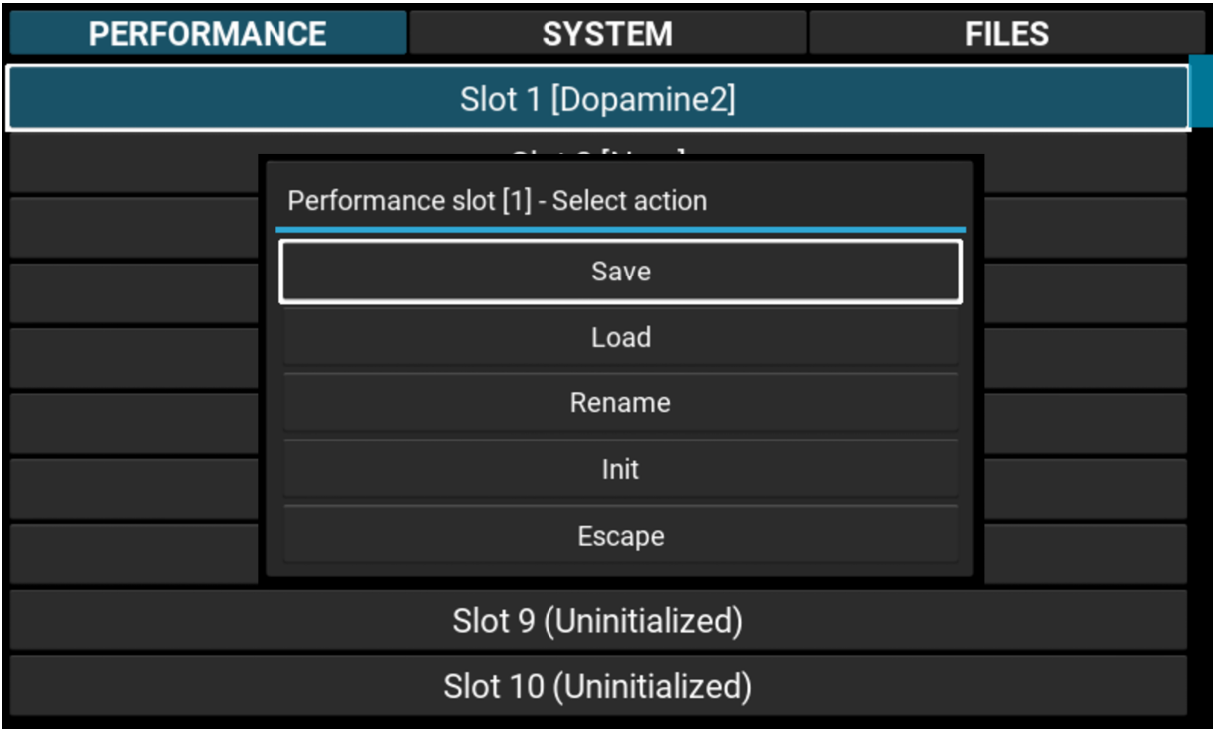 PERFORMANCE SYSTEM FILES
Slot 1 [Dopamine2]
Performance slot [1] - Select action
Save
Load
Rename
Init
Escape
Slot 9 (Uninitialized)
Slot 10 (Uninitialized)